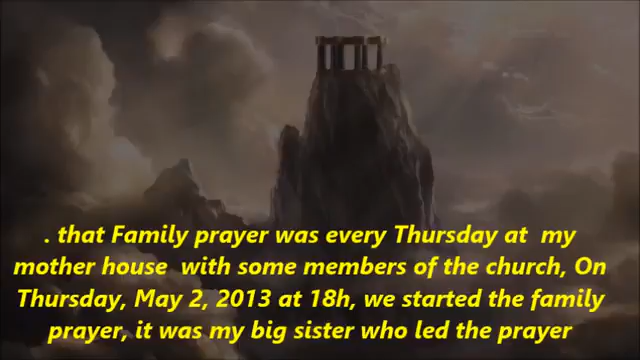 . that Family prayer was every Thursday at  my
mother house  with some members of the church, On
Thursday, May 2, 2013 at 18h, we started the family
prayer, it was my big sister who led the prayer